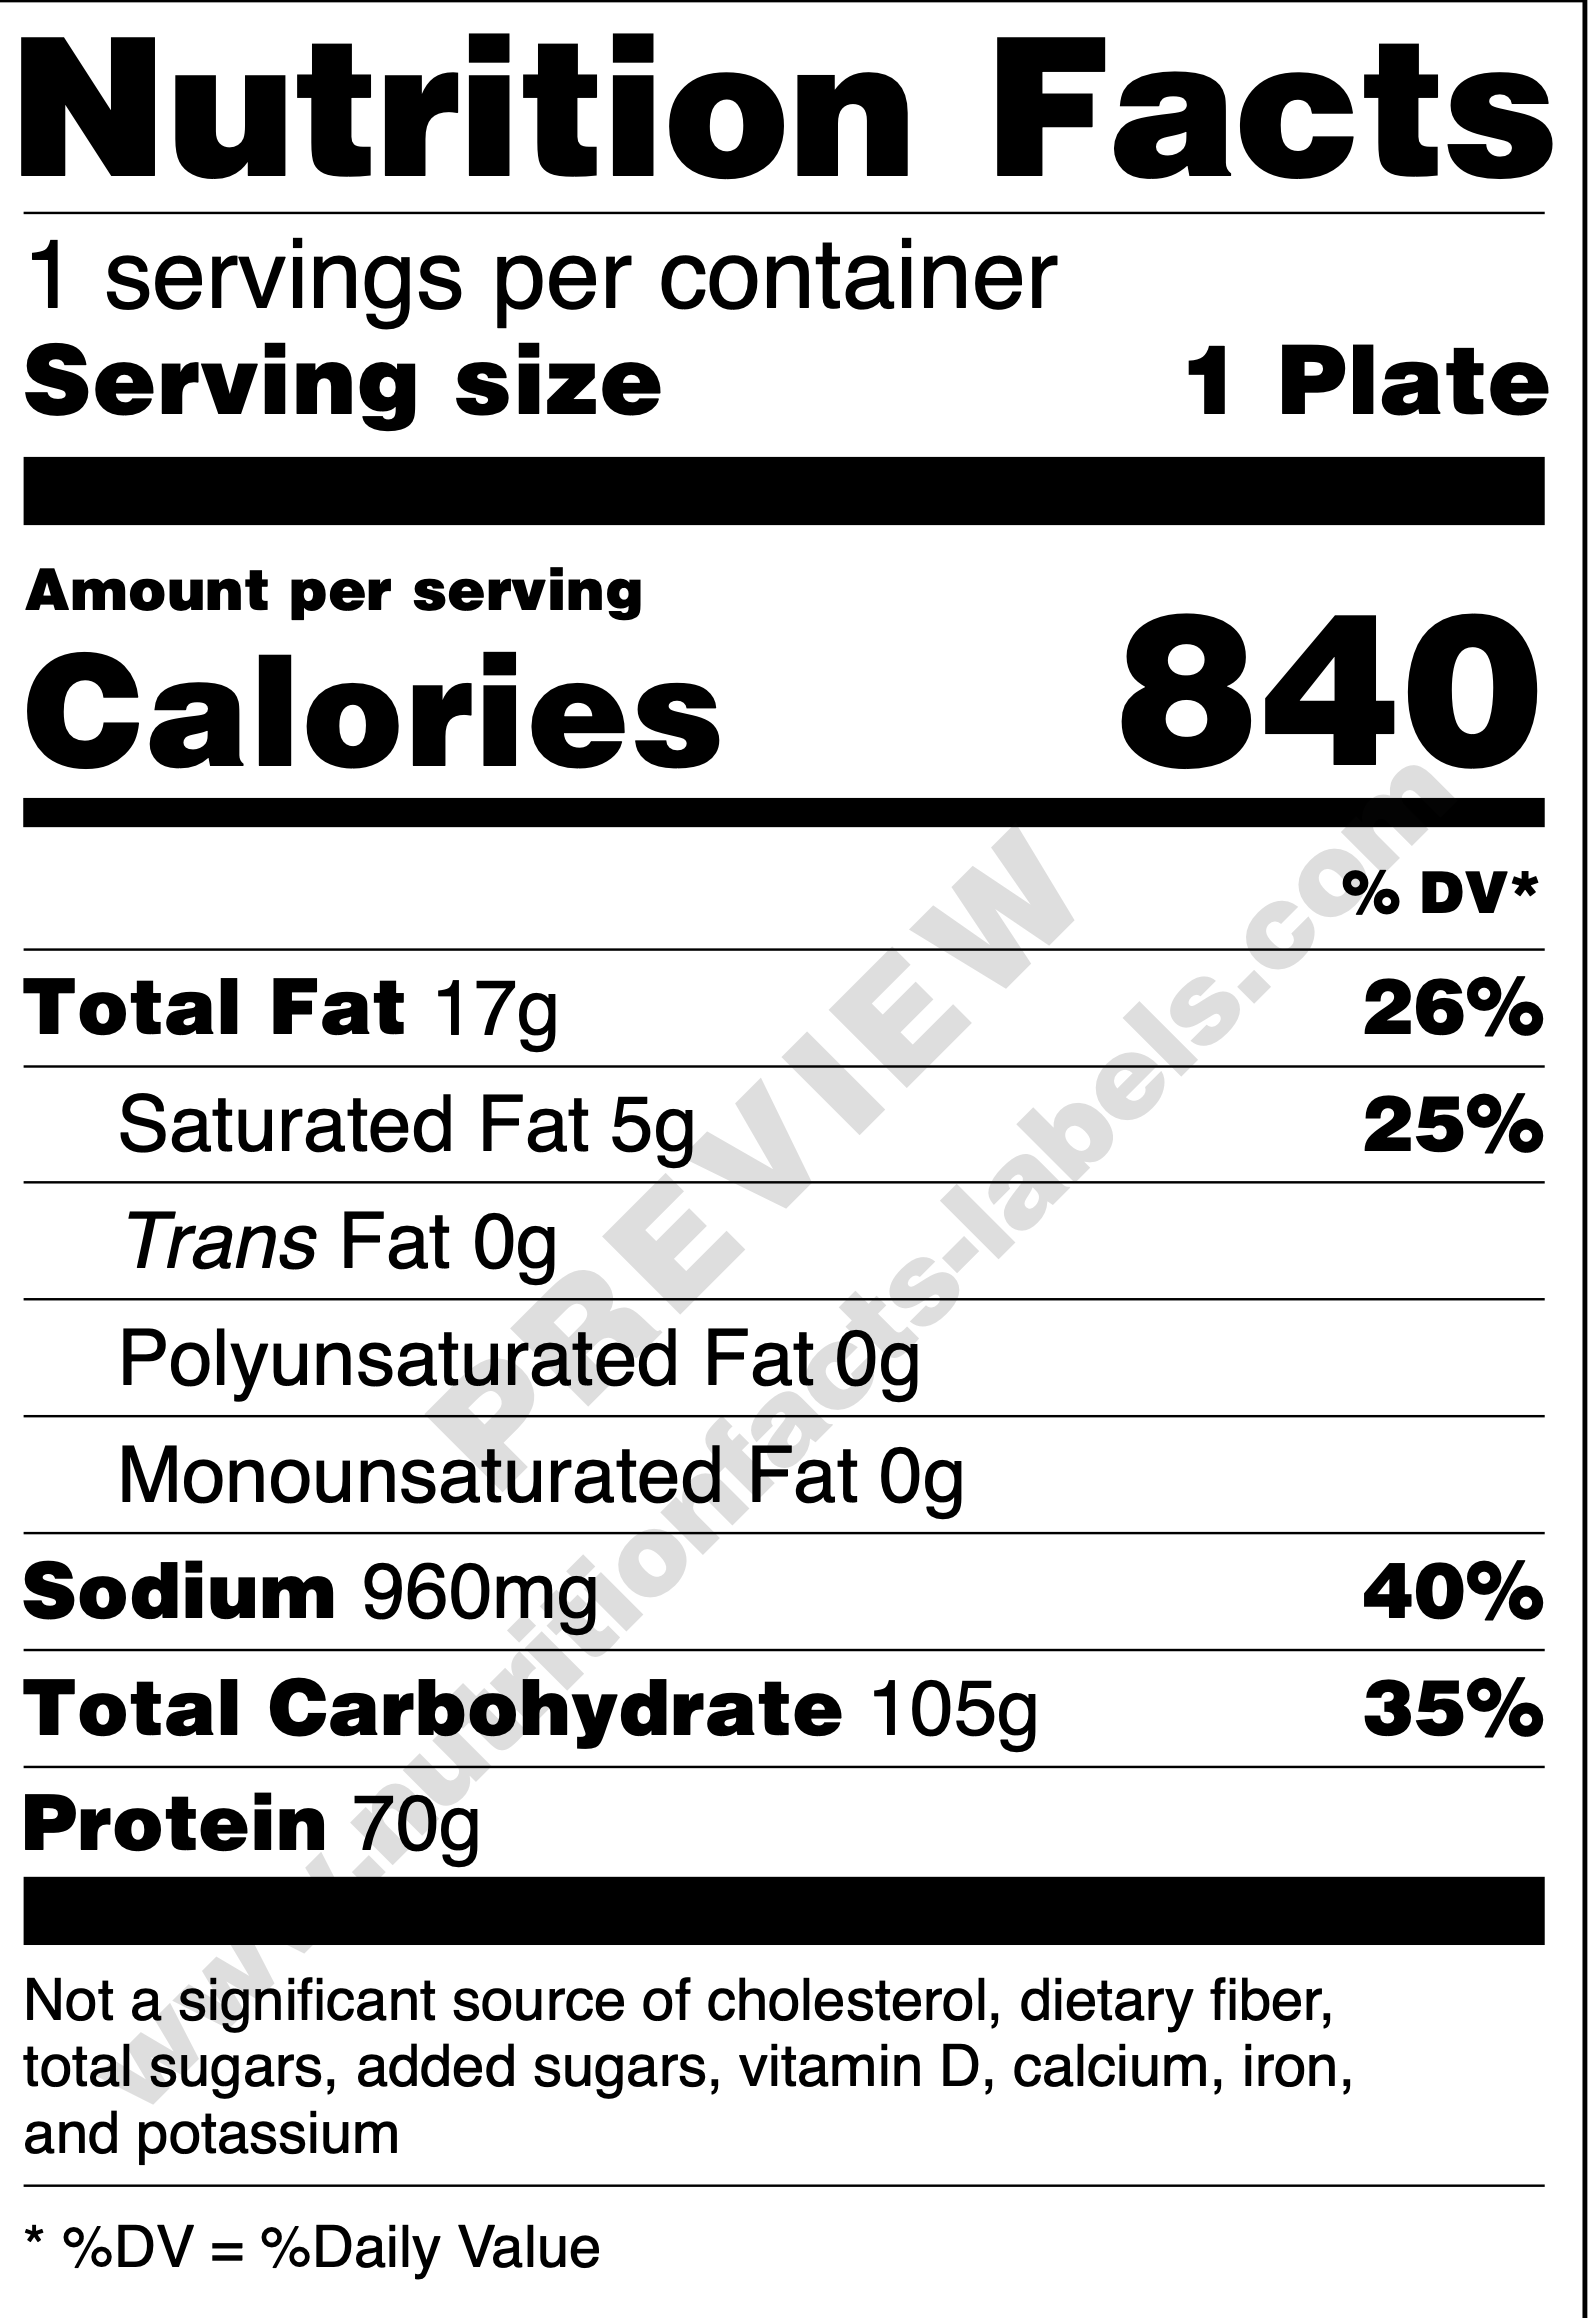 Nutrition Facts
1 servings per container
Serving size 1 Plate
Amount per serving
Calories 840
% DV*
Total Fat 17g 26%
Saturated Fat 5g 25%
Trans Fat 0g
Polyunsaturated Fat 0g
Monounsaturated Fat 0g
Sodium 960mg 40%
Total Carbohydrate 105g 35%
Protein 70g
Not a significant source of cholesterol, dietary fiber,
total sugars, added sugars, vitamin D, calcium, iron,
and potassium
* %DV = %Daily Value
PREVIEW
www.nutritionfacts-labels.com